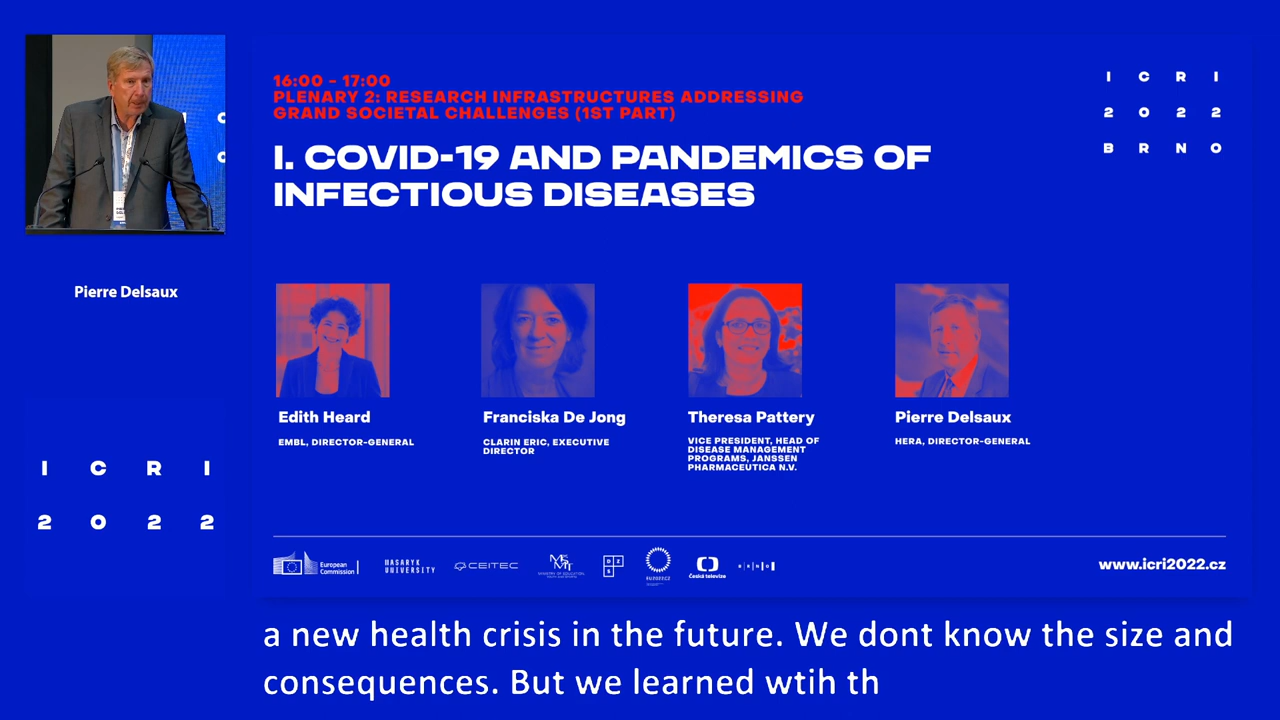 16:00 – 17:00
PLENARY 2: RESEARCH INFRASTRUCTURES ADDRESSING
GRAND SOCIETAL CHALLENGES (1ST PART)
I. COVID-19 AND PANDEMICS OF
INFECTIOUS DISEASES
I C R I
2 0 2 2
B R N O
Pierre Delsaux
Edith Heard
EMBL, DIRECTOR-GENERAL
Franciska De Jong
CLARIN ERIC, EXECUTIVE
DIRECTOR
Theresa Pattery
VICE PRESIDENT, HEAD OF
DISEASE MANAGEMENT
PROGRAMS, JANSSEN
PHARMACEUTICA N.V.
Pierre Delsaux
HERA, DIRECTOR-GENERAL
I C R I
2 0 2 2
European
Commission
MASARYK
UNIVERSITY
CEITEC
Česká televize
B R N O
www.icri2022.cz
a new health crisis in the future. We dont know the size and
consequences. But we learned wtih th